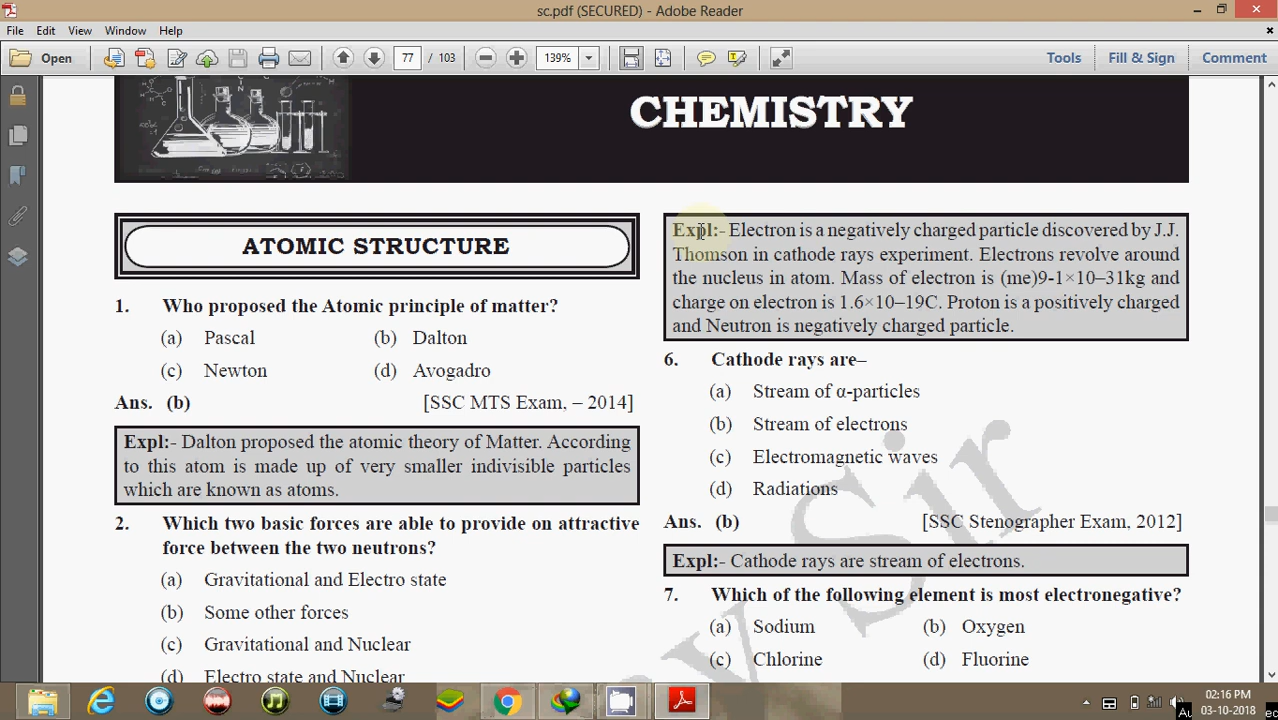 sc.pdf (SECURED) - Adobe Reader
File Edit View Window Help
Open 77 / 103 139% Tools Fill & Sign Comment
CHEMISTRY
ATOMIC STRUCTURE
1. Who proposed the Atomic principle of matter?
(a) Pascal (b) Dalton
(c) Newton (d) Avogadro
Ans. (b) [SSC MTS Exam, – 2014]
Expl:- Dalton proposed the atomic theory of Matter. According
to this atom is made up of very smaller indivisible particles
which are known as atoms.
2. Which two basic forces are able to provide on attractive
force between the two neutrons?
(a) Gravitational and Electro state
(b) Some other forces
(c) Gravitational and Nuclear
(d) Electro state and Nuclear
Expl:- Electron is a negatively charged particle discovered by J.J.
Thomson in cathode rays experiment. Electrons revolve around
the nucleus in atom. Mass of electron is (me)9-1×10–31kg and
charge on electron is 1.6×10–19C. Proton is a positively charged
and Neutron is negatively charged particle.
6. Cathode rays are–
(a) Stream of α-particles
(b) Stream of electrons
(c) Electromagnetic waves
(d) Radiations
Ans. (b) [SSC Stenographer Exam, 2012]
Expl:- Cathode rays are stream of electrons.
7. Which of the following element is most electronegative?
(a) Sodium (b) Oxygen
(c) Chlorine (d) Fluorine
Sir
02:16 PM
03-10-2018